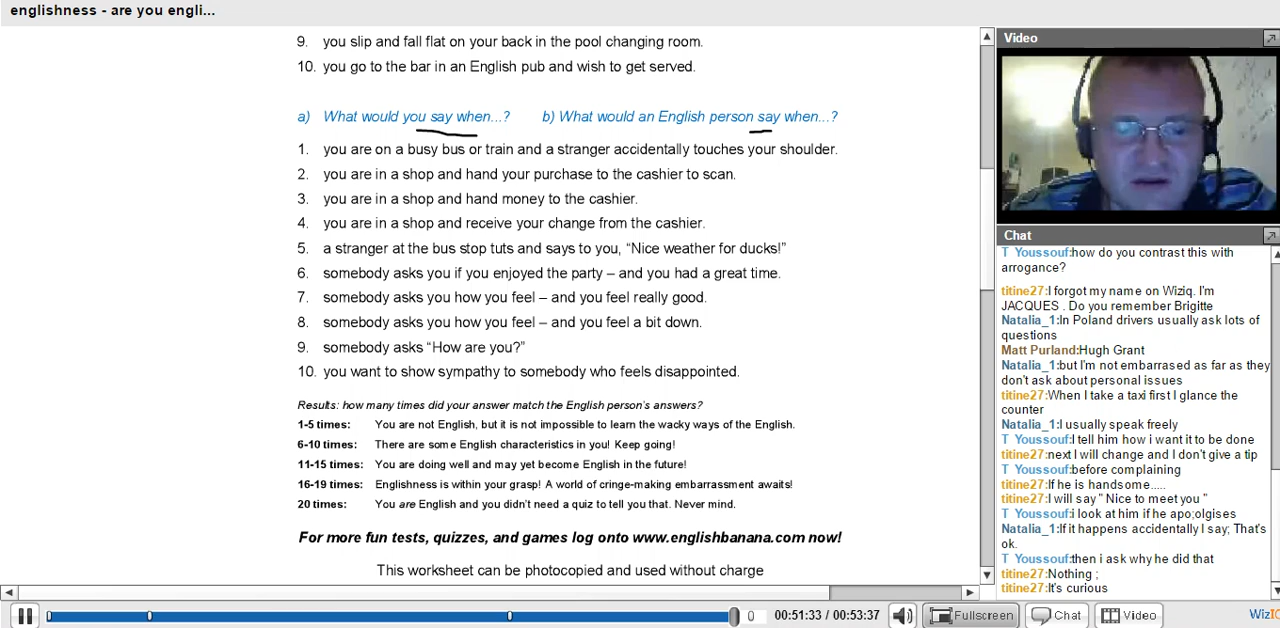 englishness - are you engli...
9. you slip and fall flat on your back in the pool changing room.
10. you go to the bar in an English pub and wish to get served.
a) What would you say when...? b) What would an English person say when...?
1. you are on a busy bus or train and a stranger accidentally touches your shoulder.
2. you are in a shop and hand your purchase to the cashier to scan.
3. you are in a shop and hand money to the cashier.
4. you are in a shop and receive your change from the cashier.
5. a stranger at the bus stop tuts and says to you, “Nice weather for ducks!”
6. somebody asks you if you enjoyed the party – and you had a great time.
7. somebody asks you how you feel – and you feel really good.
8. somebody asks you how you feel – and you feel a bit down.
9. somebody asks “How are you?”
10. you want to show sympathy to somebody who feels disappointed.
Results: how many times did your answer match the English person’s answers?
1-5 times: You are not English, but it is not impossible to learn the wacky ways of the English.
6-10 times: There are some English characteristics in you! Keep going!
11-15 times: You are doing well and may yet become English in the future!
16-19 times: Englishness is within your grasp! A world of cringe-making embarrassment awaits!
20 times: You are English and you didn’t need a quiz to tell you that. Never mind.
For more fun tests, quizzes, and games log onto www.englishbanana.com now!
This worksheet can be photocopied and used without charge
Video
Chat
T Youssouf:how do you contrast this with
arrogance?
titine27:I forgot my name on Wiziq. I'm
JACQUES . Do you remember Brigitte
Natalia_1:In Poland drivers usually ask lots of
questions
Matt Purland:Hugh Grant
Natalia_1:but I'm not embarrased as far as they
don't ask about personal issues
titine27:When I take a taxi first I glance the
counter
Natalia_1:I usually speak freely
T Youssouf:I tell him how i want it to be done
titine27:next I will change and I don't give a tip
T Youssouf:before complaining
titine27:If he is handsome.....
titine27:I will say " Nice to meet you "
T Youssouf:i look at him if he apo;olgises
Natalia_1:If it happens accidentally I say; That's
ok.
T Youssouf:then i ask why he did that
titine27:Nothing ;
titine27:It's curious
0 00:51:33 / 00:53:37 Fullscreen Chat Video WizIQ